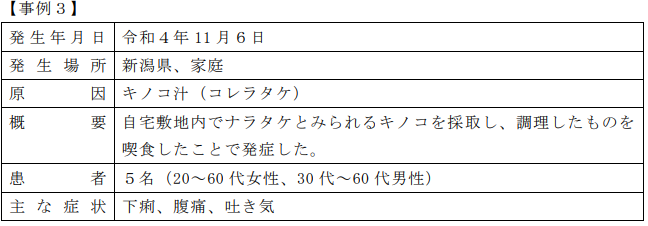 【事例３】
発生年月日 令和４年 11 月６日
発生場所 新潟県、家庭
原因 キノコ汁（コレラタケ）
概要 自宅敷地内でナラタケとみられるキノコを採取し、調理したものを
喫食したことで発症した。
患者 ５名（20～60 代女性、30 代～60 代男性）
主な症状 下痢、腹痛、吐き気